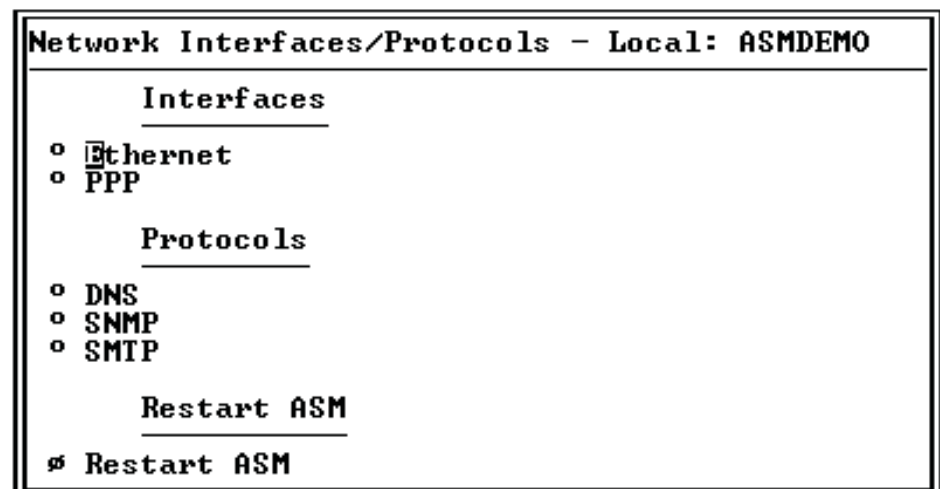 Network Interfaces/Protocols - Local: ASMDEMO
Interfaces
o Ethernet
o PPP
Protocols
o DNS
o SNMP
o SMTP
Restart ASM
ø Restart ASM